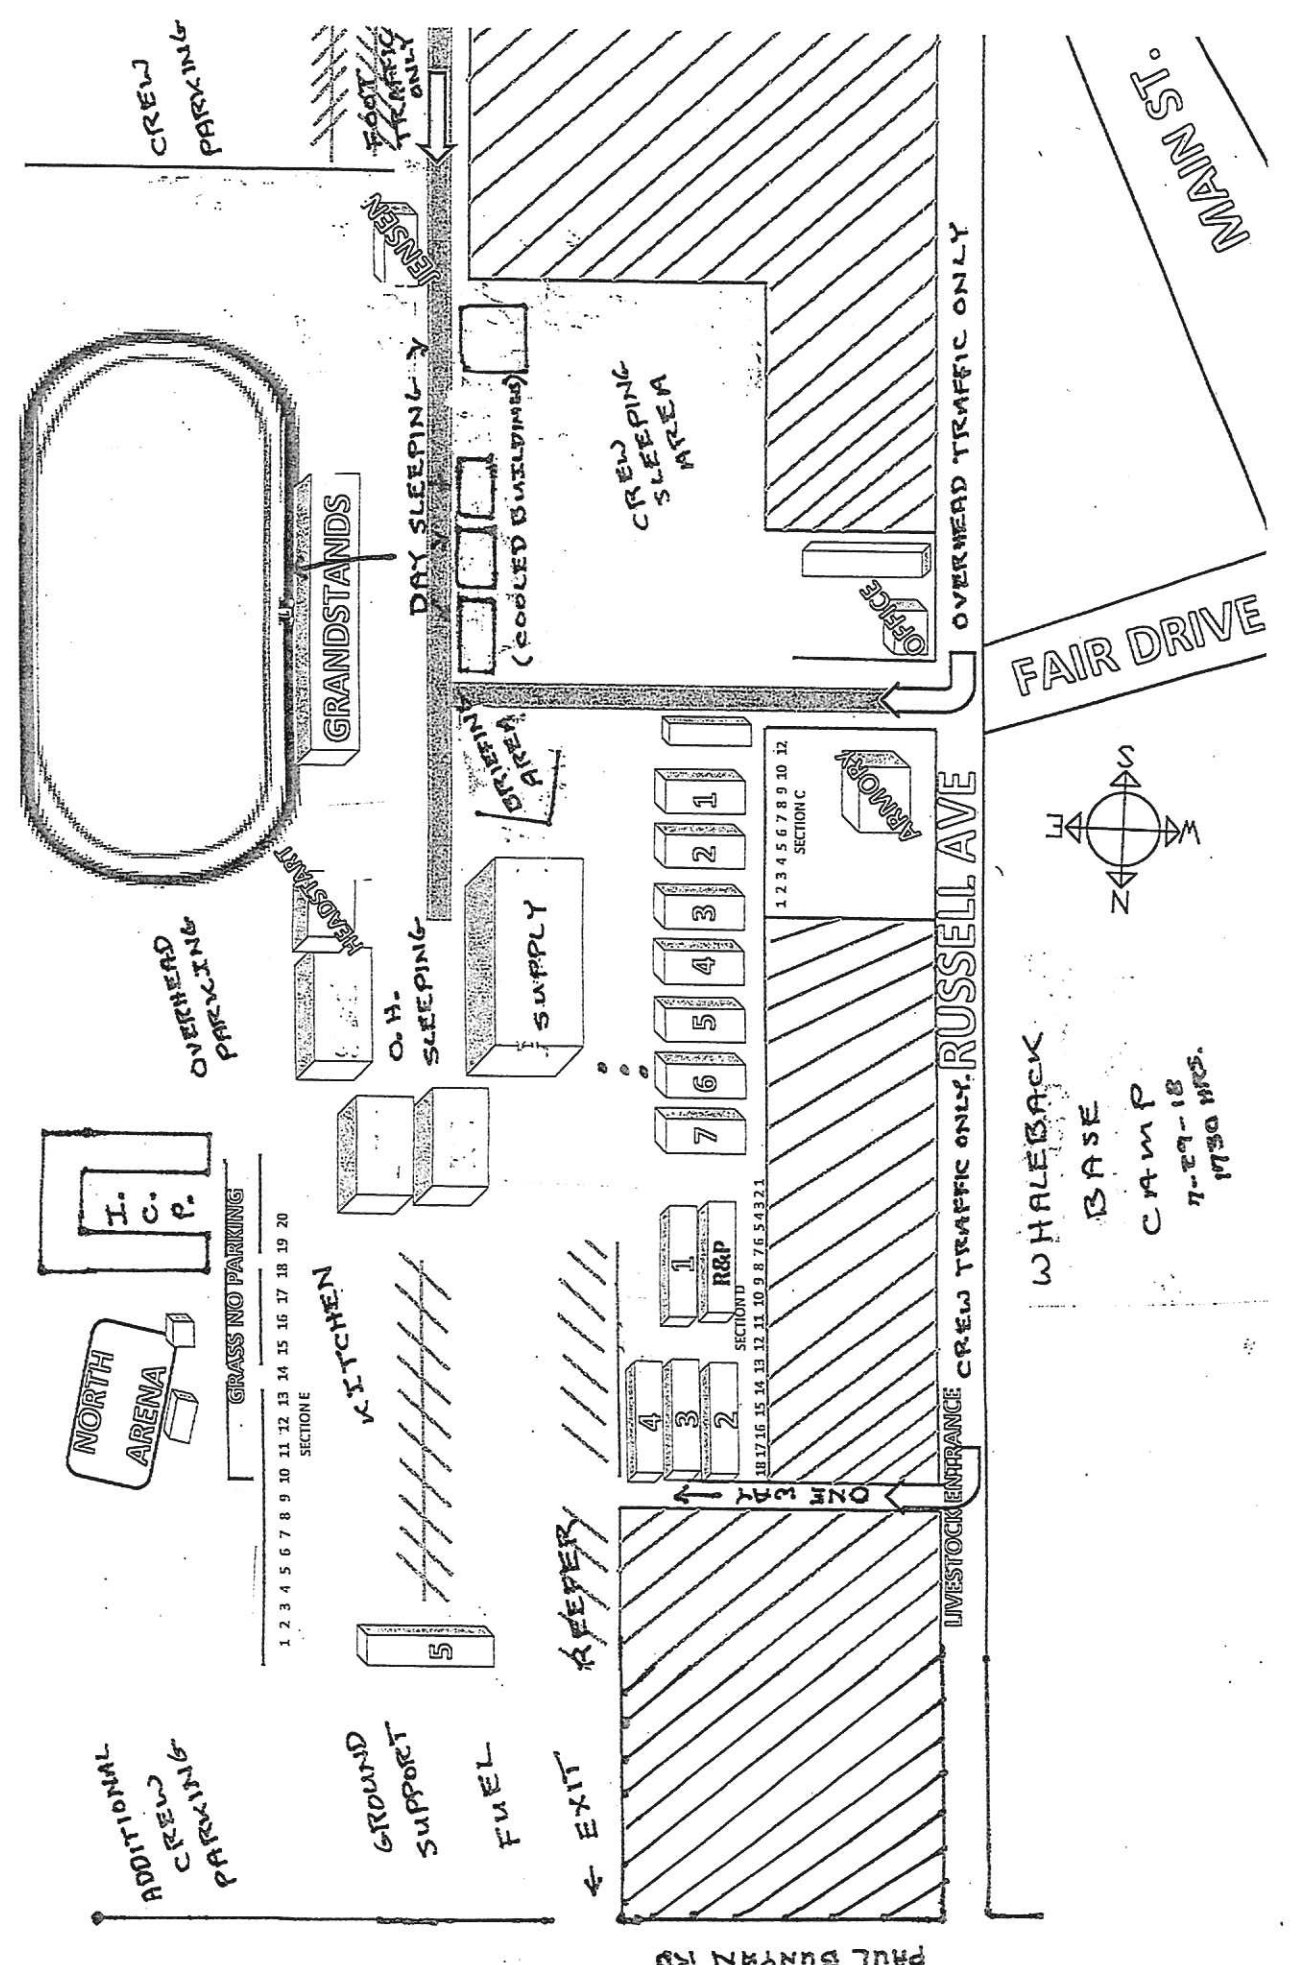 CREW
PARKING
FOOT
TRAFFIC
ONLY
MAIN ST.
JENSEN
DAY SLEEPING
(COOLED BUILDINGS)
CREW
SLEEPING
AREA
OVERHEAD TRAFFIC ONLY
GRANDSTANDS
OFFICE
FAIR DRIVE
BRIEFING
AREA
HEADSTART
OVERHEAD
PARKING
O.H.
SLEEPING
SUPPLY
1
2
3
4
5
6
7
1 2 3 4 5 6 7 8 9 10 12
SECTION C
ARMORY
RUSSELL AVE
E
S
N
W
I.
C.
P.
GRASS NO PARKING
NORTH
ARENA
1 2 3 4 5 6 7 8 9 10 11 12 13 14 15 16 17 18 19 20
SECTION E
KITCHEN
1
R&P
4
3
2
SECTION D
18 17 16 15 14 13 12 11 10 9 8 7 6 5 4 3 2 1
CREW TRAFFIC ONLY.
WHALEBACK
BASE
CAMP
7-29-18
1730 HRS.
ONE
WAY
LIVESTOCK ENTRANCE
REEFER
5
ADDITIONAL
CREW
PARKING
GROUND
SUPPORT
FUEL
← EXIT
PAUL BUNYAN RD